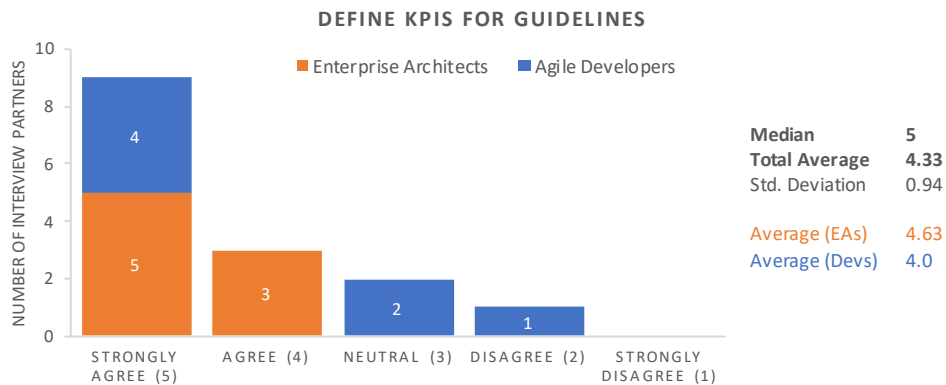 DEFINE KPIS FOR GUIDELINES
Enterprise Architects Agile Developers
NUMBER OF INTERVIEW PARTNERS
10
8
6
4
2
0
4
5
3
2
1
STRONGLY AGREE (5)
AGREE (4)
NEUTRAL (3)
DISAGREE (2)
STRONGLY DISAGREE (1)
Median 5
Total Average 4.33
Std. Deviation 0.94
Average (EAs) 4.63
Average (Devs) 4.0